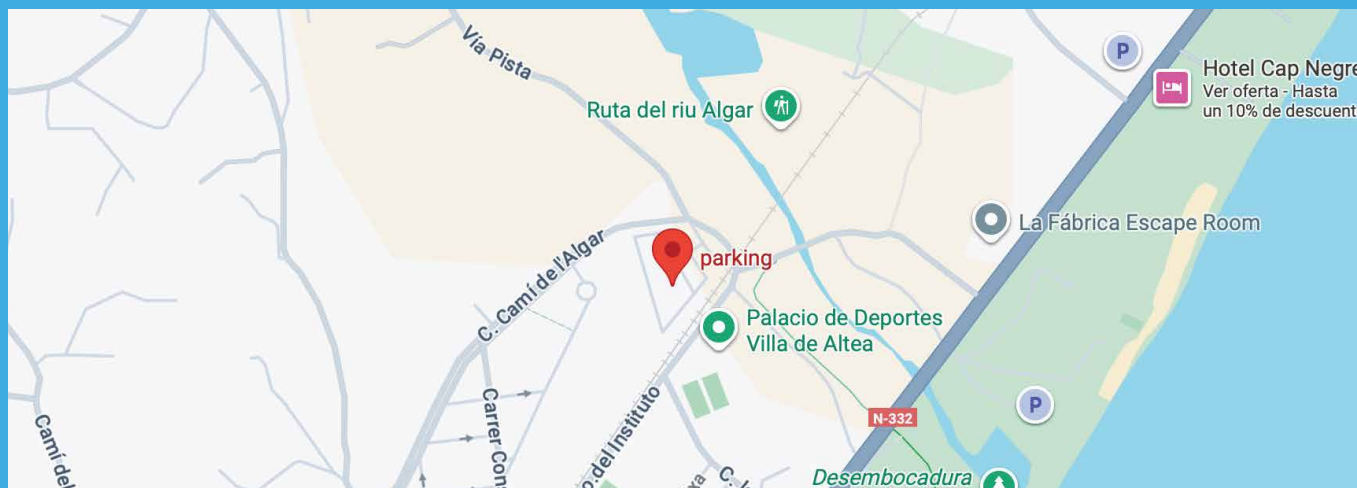 Vía Pista
P
Hotel Cap Negre
Ver oferta - Hasta
un 10% de descuent
Ruta del riu Algar
La Fábrica Escape Room
C. Camí de l'Algar
parking
Palacio de Deportes
Villa de Altea
P
N-332
Camí del
Carrer Cons
o.del Instituto
Desembocadura